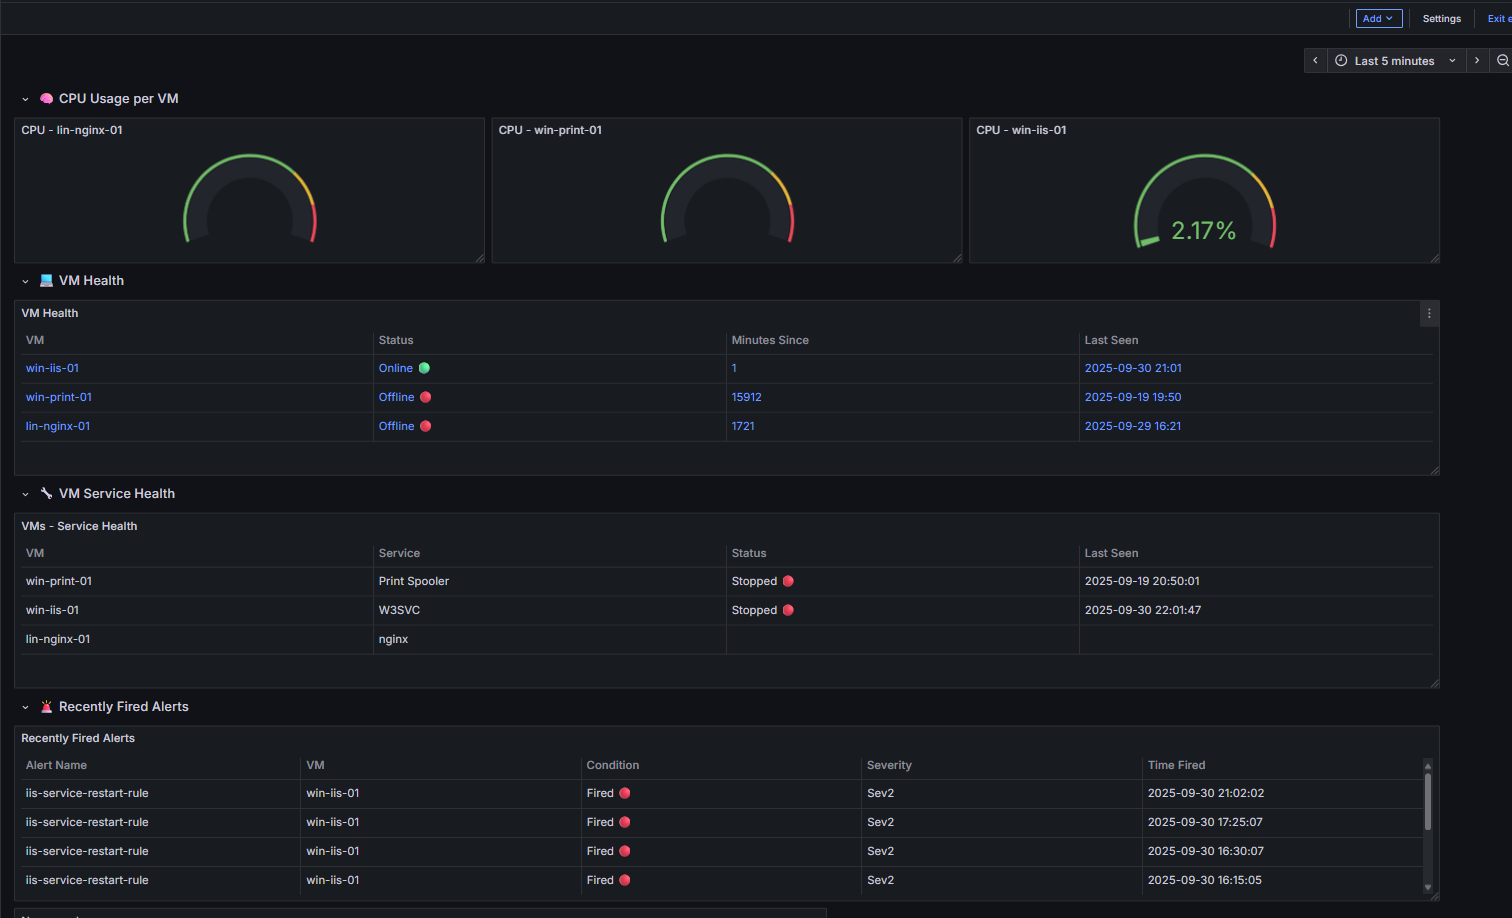 Add
Settings
Exit e
Last 5 minutes
CPU Usage per VM
CPU - lin-nginx-01
CPU - win-print-01
CPU - win-iis-01
2.17%
VM Health
VM Health
VM Status Minutes Since Last Seen
win-iis-01 Online 1 2025-09-30 21:01
win-print-01 Offline 15912 2025-09-19 19:50
lin-nginx-01 Offline 1721 2025-09-29 16:21
VM Service Health
VMs - Service Health
VM Service Status Last Seen
win-print-01 Print Spooler Stopped 2025-09-19 20:50:01
win-iis-01 W3SVC Stopped 2025-09-30 22:01:47
lin-nginx-01 nginx
Recently Fired Alerts
Recently Fired Alerts
Alert Name VM Condition Severity Time Fired
iis-service-restart-rule win-iis-01 Fired Sev2 2025-09-30 21:02:02
iis-service-restart-rule win-iis-01 Fired Sev2 2025-09-30 17:25:07
iis-service-restart-rule win-iis-01 Fired Sev2 2025-09-30 16:30:07
iis-service-restart-rule win-iis-01 Fired Sev2 2025-09-30 16:15:05